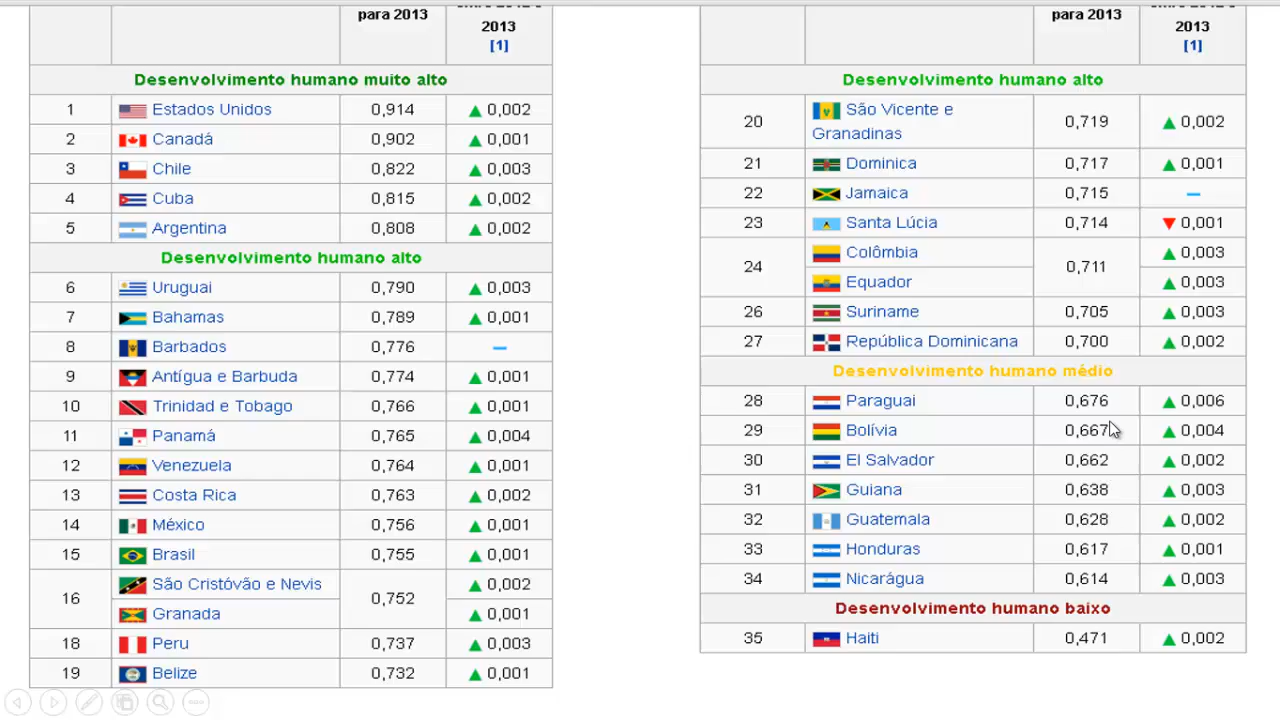 para 2013
2013
[1]
Desenvolvimento humano muito alto
1 Estados Unidos 0,914 ▲ 0,002
2 Canadá 0,902 ▲ 0,001
3 Chile 0,822 ▲ 0,003
4 Cuba 0,815 ▲ 0,002
5 Argentina 0,808 ▲ 0,002
Desenvolvimento humano alto
6 Uruguai 0,790 ▲ 0,003
7 Bahamas 0,789 ▲ 0,001
8 Barbados 0,776 –
9 Antígua e Barbuda 0,774 ▲ 0,001
10 Trinidad e Tobago 0,766 ▲ 0,001
11 Panamá 0,765 ▲ 0,004
12 Venezuela 0,764 ▲ 0,001
13 Costa Rica 0,763 ▲ 0,002
14 México 0,756 ▲ 0,001
15 Brasil 0,755 ▲ 0,001
16 São Cristóvão e Nevis 0,752 ▲ 0,002
Granada ▲ 0,001
18 Peru 0,737 ▲ 0,003
19 Belize 0,732 ▲ 0,001
para 2013
2013
[1]
Desenvolvimento humano alto
20 São Vicente e
Granadinas 0,719 ▲ 0,002
21 Dominica 0,717 ▲ 0,001
22 Jamaica 0,715 –
23 Santa Lúcia 0,714 ▼ 0,001
24 Colômbia 0,711 ▲ 0,003
Equador ▲ 0,003
26 Suriname 0,705 ▲ 0,003
27 República Dominicana 0,700 ▲ 0,002
Desenvolvimento humano médio
28 Paraguai 0,676 ▲ 0,006
29 Bolívia 0,667 ▲ 0,004
30 El Salvador 0,662 ▲ 0,002
31 Guiana 0,638 ▲ 0,003
32 Guatemala 0,628 ▲ 0,002
33 Honduras 0,617 ▲ 0,001
34 Nicarágua 0,614 ▲ 0,003
Desenvolvimento humano baixo
35 Haiti 0,471 ▲ 0,002